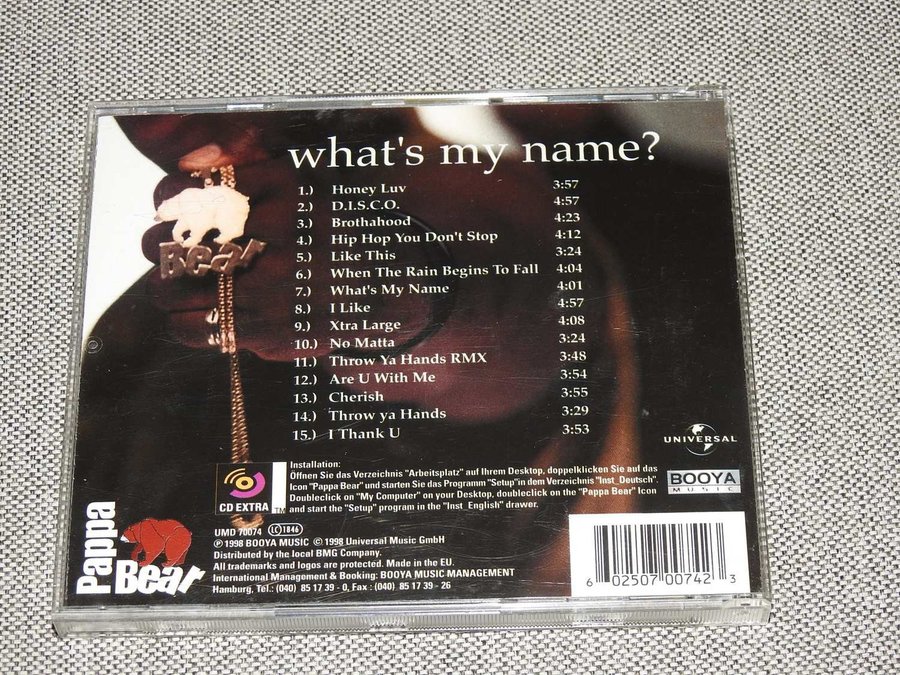 what's my name?
1.) Honey Luv 3:57
2.) D.I.S.C.O. 4:57
3.) Brothahood 4:23
4.) Hip Hop You Don't Stop 4:12
5.) Like This 3:24
6.) When The Rain Begins To Fall 4:04
7.) What's My Name 4:01
8.) I Like 4:57
9.) Xtra Large 4:08
10.) No Matta 3:24
11.) Throw Ya Hands RMX 3:48
12.) Are U With Me 3:54
13.) Cherish 3:55
14.) Throw ya Hands 3:29
15.) I Thank U 3:53
Bear
UNIVERSAL
BOOYA
MUSIC
CD EXTRA TM
Installation:
Öffnen Sie das Verzeichnis "Arbeitsplatz" auf Ihrem Desktop, doppelklicken Sie auf das
Icon "Pappa Bear" und starten Sie das Programm "Setup"in dem Verzeichnis "Inst_Deutsch".
Doubleclick on "My Computer" on your Desktop, doubleclick on the "Pappa Bear" Icon
and start the "Setup" program in the "Inst_English" drawer.
UMD 70074 LC 1846
℗ 1998 BOOYA MUSIC © 1998 Universal Music GmbH
Distributed by the local BMG Company.
All trademarks and logos are protected. Made in the EU.
International Management & Booking: BOOYA MUSIC MANAGEMENT
Hamburg, Tel.: (040) 85 17 39 - 0, Fax : (040) 85 17 39 - 26
Pappa
Bear
6 02507 00742 3